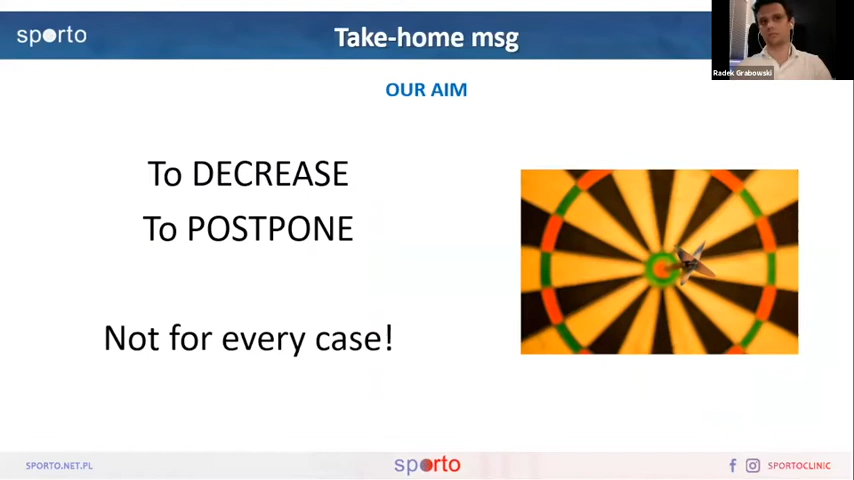 sporto
Take-home msg
Radek Grabowski
OUR AIM
To DECREASE
To POSTPONE
Not for every case!
SPORTO.NET.PL
sporto
SPORTOCLINIC